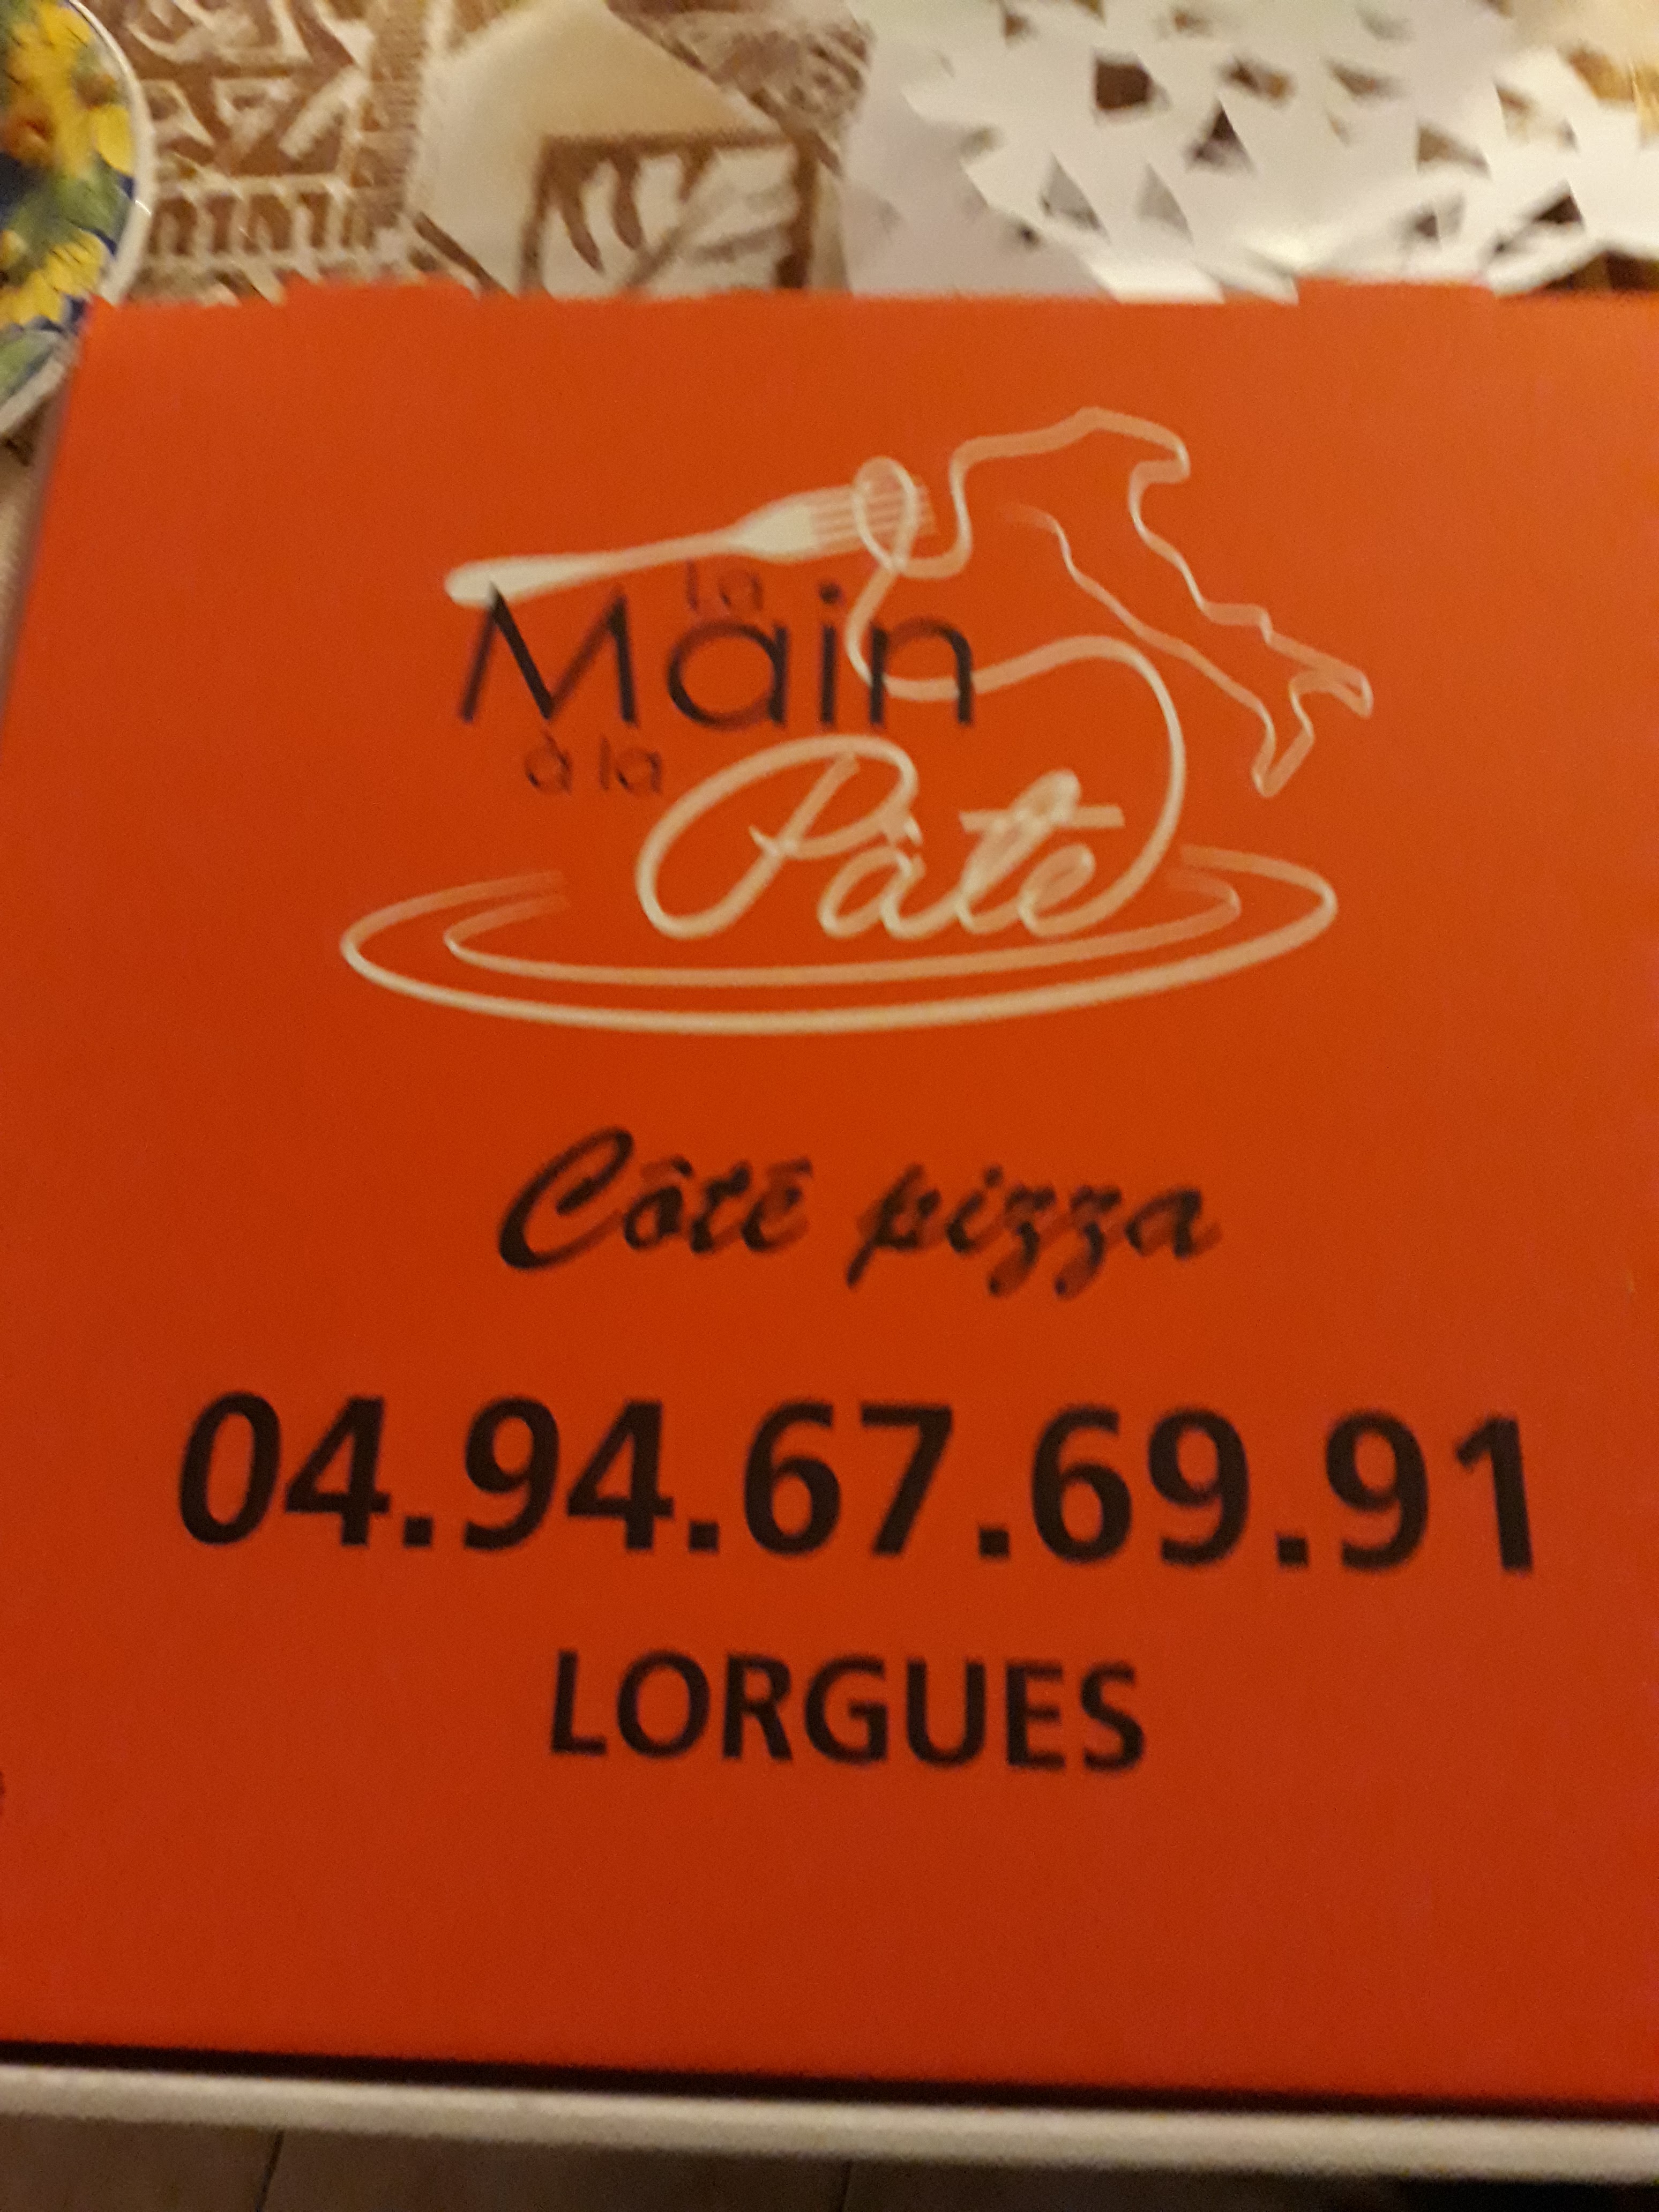 La
Main
à la
Pâte
Côté pizza
04.94.67.69.91
LORGUES